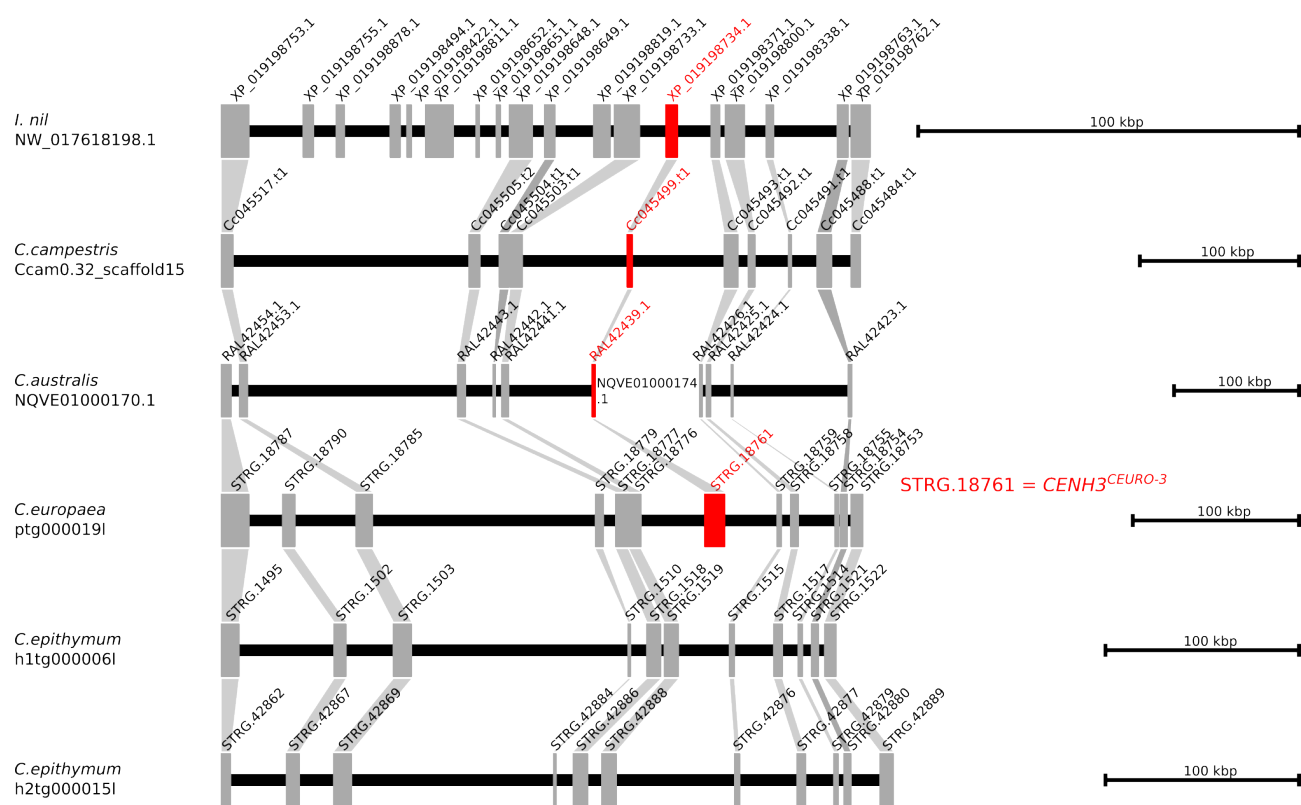 XP_019198753.1
XP_019198755.1
XP_019198878.1
XP_019198494.1
XP_019198422.1
XP_019198811.1
XP_019198652.1
XP_019198651.1
XP_019198648.1
XP_019198649.1
XP_019198819.1
XP_019198733.1
XP_019198734.1
XP_019198371.1
XP_019198800.1
XP_019198338.1
XP_019198763.1
XP_019198762.1
I. nil
NW_017618198.1
100 kbp
Cc045517.t1
Cc045505.t2
Cc045504.t1
Cc045503.t1
Cc045499.t1
Cc045493.t1
Cc045492.t1
Cc045491.t1
Cc045488.t1
Cc045484.t1
C.campestris
Ccam0.32_scaffold15
100 kbp
RAL42454.1
RAL42453.1
RAL42443.1
RAL42442.1
RAL42441.1
RAL42439.1
RAL42426.1
RAL42425.1
RAL42424.1
RAL42423.1
C.australis
NQVE01000170.1
NQVE01000174
.1
100 kbp
STRG.18787
STRG.18790
STRG.18785
STRG.18779
STRG.18777
STRG.18776
STRG.18761
STRG.18759
STRG.18758
STRG.18755
STRG.18754
STRG.18753
C.europaea
ptg000019l
STRG.18761 = CENH3^CEURO-3
100 kbp
STRG.1495
STRG.1502
STRG.1503
STRG.1510
STRG.1518
STRG.1519
STRG.1515
STRG.1517
STRG.1514
STRG.1521
STRG.1522
C.epithymum
h1tg000006l
100 kbp
STRG.42862
STRG.42867
STRG.42869
STRG.42884
STRG.42886
STRG.42888
STRG.42876
STRG.42877
STRG.42879
STRG.42880
STRG.42889
C.epithymum
h2tg000015l
100 kbp